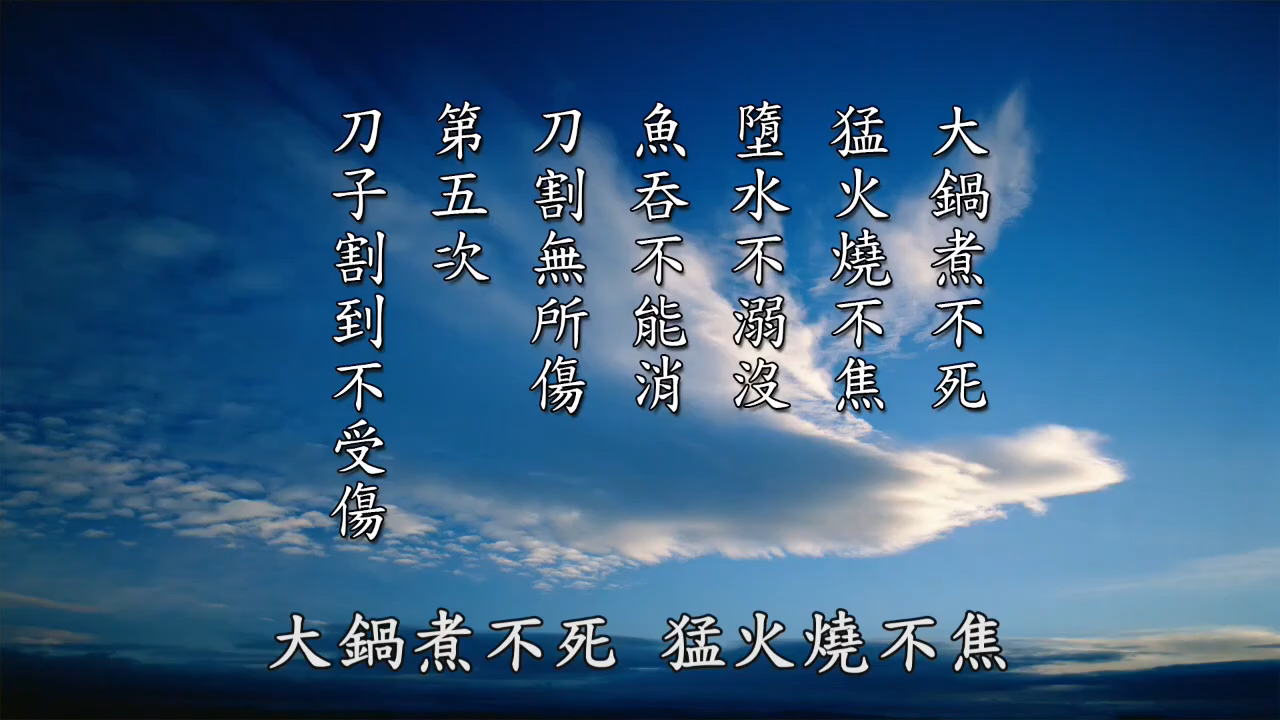 大鍋煮不死
猛火燒不焦
墮水不溺沒
魚吞不能消
刀割無所傷
第五次
刀子割到不受傷
大鍋煮不死 猛火燒不焦